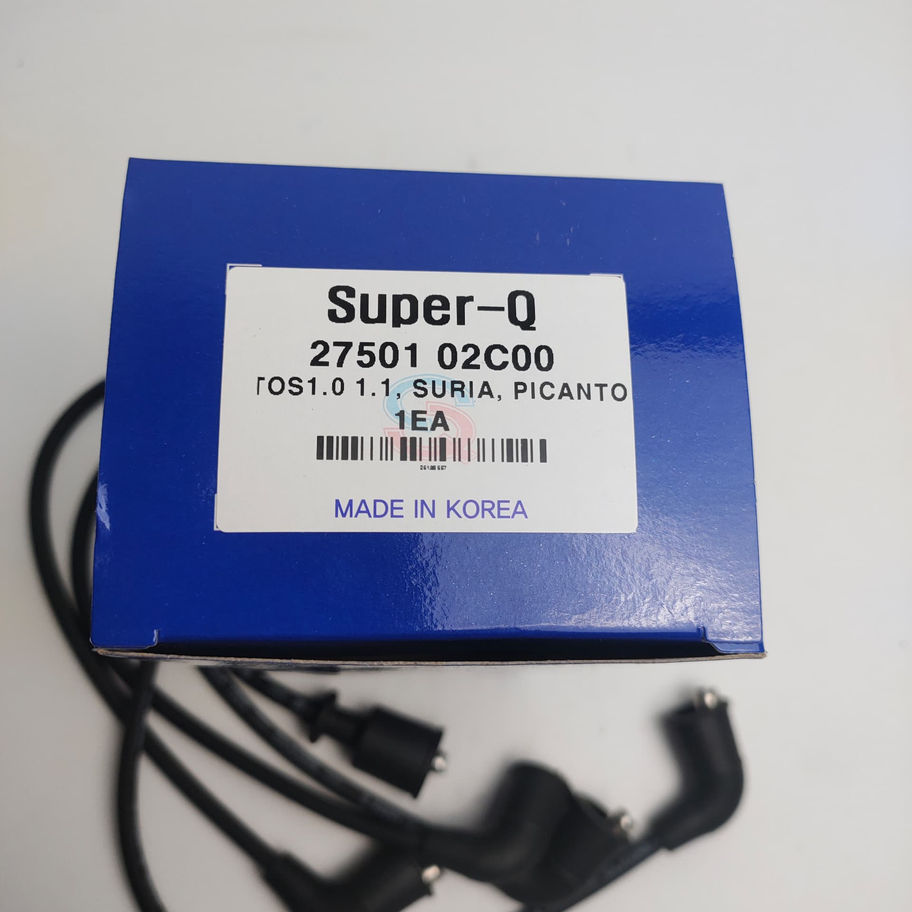 Super-Q
27501 02C00
TOS1.0 1.1, SURIA, PICANTO
1EA
MADE IN KOREA